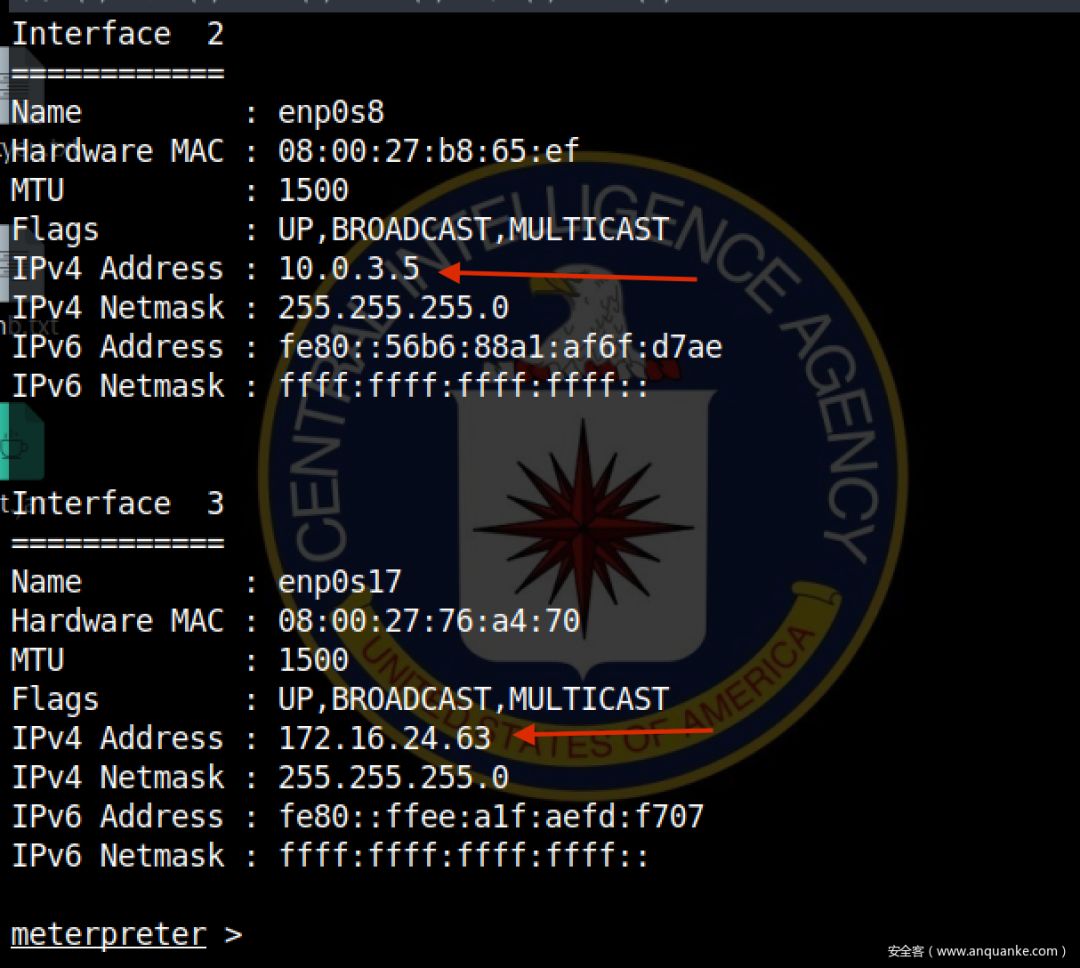 Interface  2
============
Name         : enp0s8
Hardware MAC : 08:00:27:b8:65:ef
MTU          : 1500
Flags        : UP,BROADCAST,MULTICAST
IPv4 Address : 10.0.3.5
IPv4 Netmask : 255.255.255.0
IPv6 Address : fe80::56b6:88a1:af6f:d7ae
IPv6 Netmask : ffff:ffff:ffff:ffff::
Interface  3
============
Name         : enp0s17
Hardware MAC : 08:00:27:76:a4:70
MTU          : 1500
Flags        : UP,BROADCAST,MULTICAST
IPv4 Address : 172.16.24.63
IPv4 Netmask : 255.255.255.0
IPv6 Address : fe80::ffee:a1f:aefd:f707
IPv6 Netmask : ffff:ffff:ffff:ffff::
meterpreter >
CENTRAL INTELLIGENCE AGENCY
UNITED STATES OF AMERICA
安全客（www.anquanke.com）